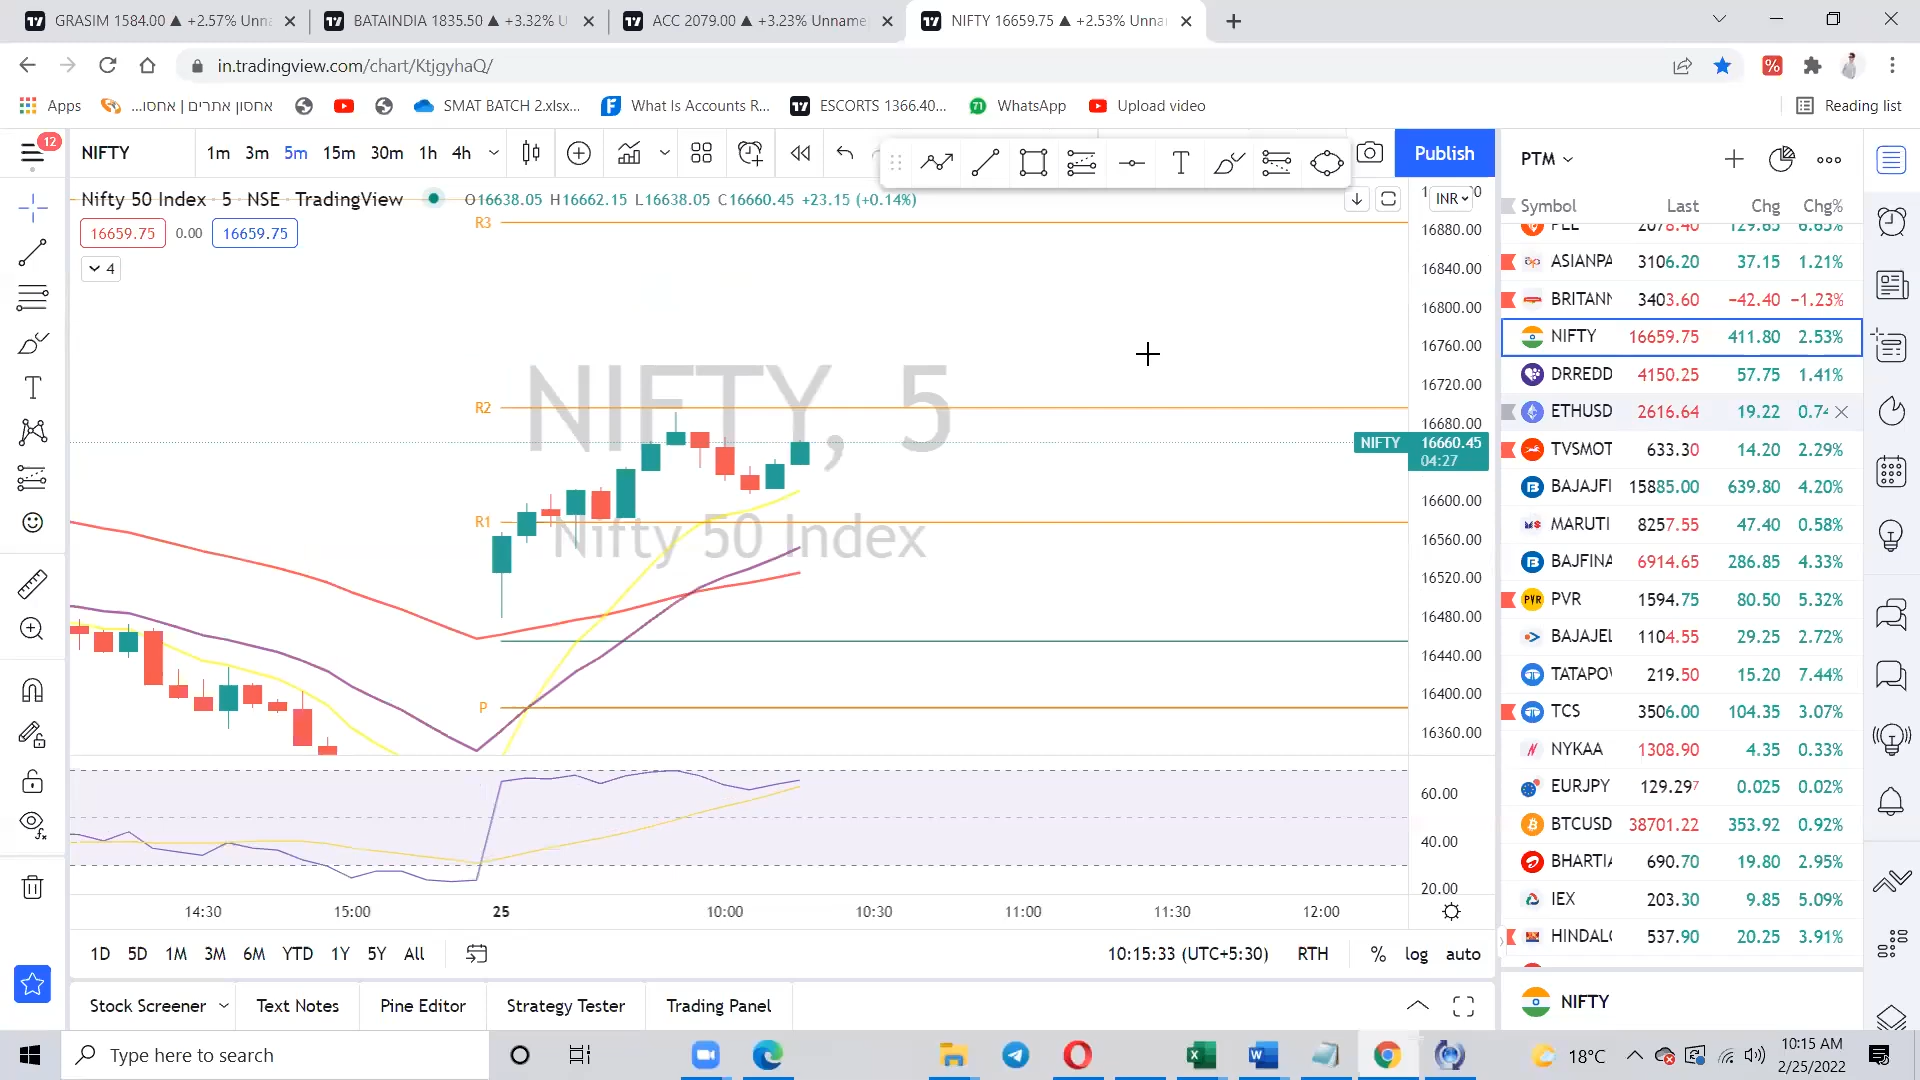 GRASIM 1584.00 ▲ +2.57% Unna
BATAINDIA 1835.50 ▲ +3.32% U
ACC 2079.00 ▲ +3.23% Unname
NIFTY 16659.75 ▲ +2.53% Unna
in.tradingview.com/chart/KtjgyhaQ/
Apps
אחסון אתרים | אחסו...
SMAT BATCH 2.xlsx...
What Is Accounts R...
ESCORTS 1366.40...
71
WhatsApp
Upload video
Reading list
12
NIFTY
1m 3m 5m 15m 30m 1h 4h
Publish
PTM
Nifty 50 Index · 5 · NSE · TradingView
O16638.05 H16662.15 L16638.05 C16660.45 +23.15 (+0.14%)
INR
16659.75 0.00 16659.75
4
R3
R2
R1
P
NIFTY, 5
Nifty 50 Index
16880.00
16840.00
16800.00
16760.00
16720.00
16680.00
NIFTY 16660.45
04:27
16600.00
16560.00
16520.00
16480.00
16440.00
16400.00
16360.00
60.00
40.00
20.00
14:30 15:00 25 10:00 10:30 11:00 11:30 12:00
1D 5D 1M 3M 6M YTD 1Y 5Y All
10:15:33 (UTC+5:30) RTH % log auto
Stock Screener Text Notes Pine Editor Strategy Tester Trading Panel
Symbol Last Chg Chg%
ASIANPA 3106.20 37.15 1.21%
BRITANN 3403.60 −42.40 −1.23%
NIFTY 16659.75 411.80 2.53%
DRREDD 4150.25 57.75 1.41%
ETHUSD 2616.64 19.22 0.74
TVSMOT 633.30 14.20 2.29%
BAJAJFI 15885.00 639.80 4.20%
MARUTI 8257.55 47.40 0.58%
BAJFINA 6914.65 286.85 4.33%
PVR 1594.75 80.50 5.32%
BAJAJEL 1104.55 29.25 2.72%
TATAPO 219.50 15.20 7.44%
TCS 3506.00 104.35 3.07%
NYKAA 1308.90 4.35 0.33%
EURJPY 129.297 0.025 0.02%
BTCUSD 38701.22 353.92 0.92%
BHARTIA 690.70 19.80 2.95%
IEX 203.30 9.85 5.09%
HINDALC 537.90 20.25 3.91%
NIFTY
Type here to search
18°C
10:15 AM
2/25/2022